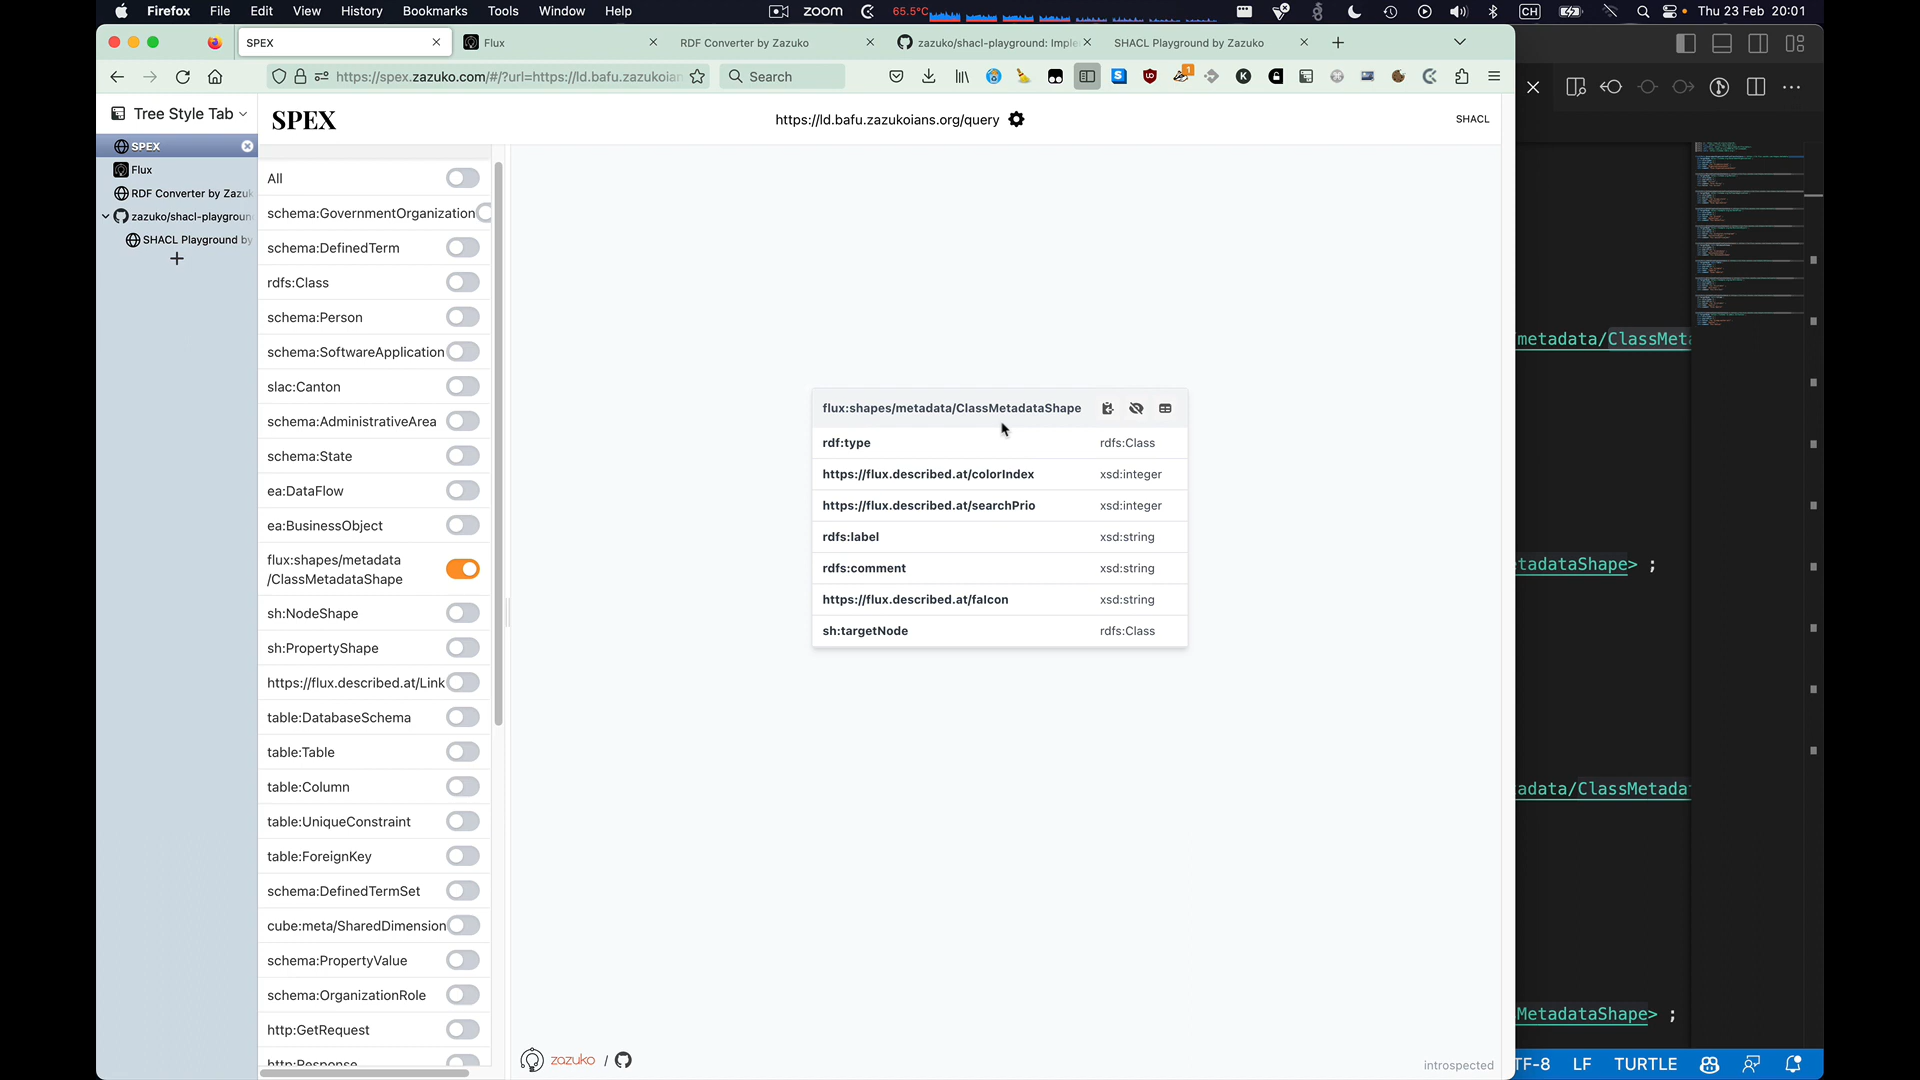 Firefox File Edit View History Bookmarks Tools Window Help
zoom 65.5°C CH Thu 23 Feb 20:01
SPEX Flux RDF Converter by Zazuko zazuko/shacl-playground: Imple SHACL Playground by Zazuko
https://spex.zazuko.com/#/?url=https://ld.bafu.zazukoian Search
Tree Style Tab
SPEX
Flux
RDF Converter by Zazuk
zazuko/shacl-playgroun
SHACL Playground by
SPEX
https://ld.bafu.zazukoians.org/query
SHACL
All
schema:GovernmentOrganization
schema:DefinedTerm
rdfs:Class
schema:Person
schema:SoftwareApplication
slac:Canton
schema:AdministrativeArea
schema:State
ea:DataFlow
ea:BusinessObject
flux:shapes/metadata
/ClassMetadataShape
sh:NodeShape
sh:PropertyShape
https://flux.described.at/Link
table:DatabaseSchema
table:Table
table:Column
table:UniqueConstraint
table:ForeignKey
schema:DefinedTermSet
cube:meta/SharedDimension
schema:PropertyValue
schema:OrganizationRole
http:GetRequest
http:Response
flux:shapes/metadata/ClassMetadataShape
rdf:type rdfs:Class
https://flux.described.at/colorIndex xsd:integer
https://flux.described.at/searchPrio xsd:integer
rdfs:label xsd:string
rdfs:comment xsd:string
https://flux.described.at/faIcon xsd:string
sh:targetNode rdfs:Class
zazuko /
introspected
/metadata/ClassMeta
tadataShape> ;
adata/ClassMetada
MetadataShape> ;
TF-8 LF TURTLE